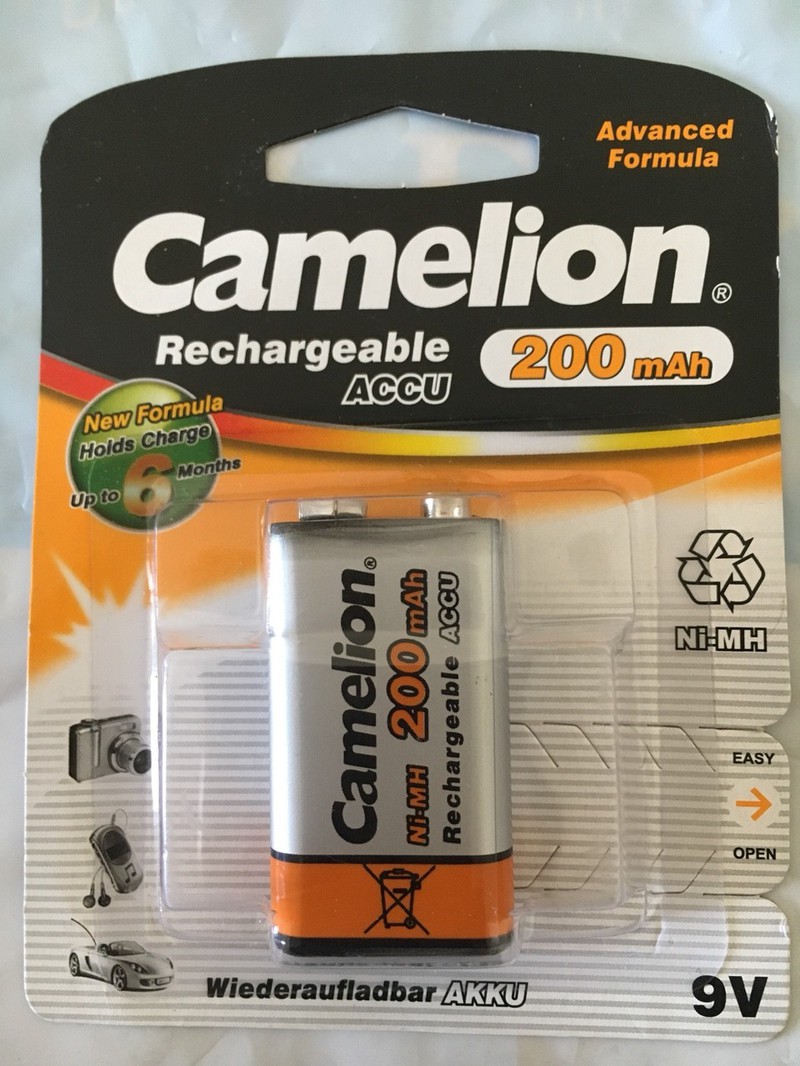 Advanced
Formula
Camelion®
Rechargeable
ACCU
200 mAh
New Formula
Holds Charge
Up to 6 Months
Camelion®
Ni-MH 200 mAh
Rechargeable ACCU
Ni-MH
EASY
OPEN
Wiederaufladbar AKKU
9V